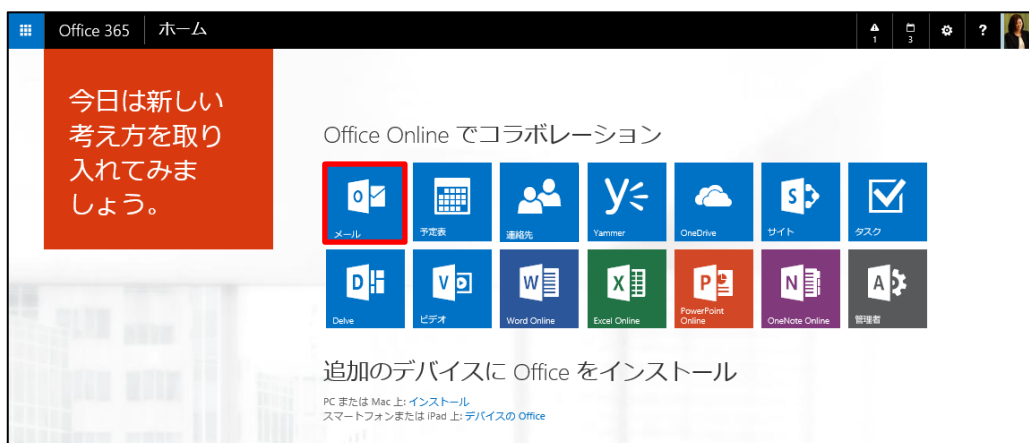 Office 365 ホーム
1 3 ?
今日は新しい
考え方を取り
入れてみま
しょう。
Office Online でコラボレーション
メール 予定表 連絡先 Yammer OneDrive サイト タスク
Delve ビデオ Word Online Excel Online PowerPoint Online OneNote Online 管理者
追加のデバイスに Office をインストール
PC または Mac 上: インストール
スマートフォンまたは iPad 上: デバイスの Office